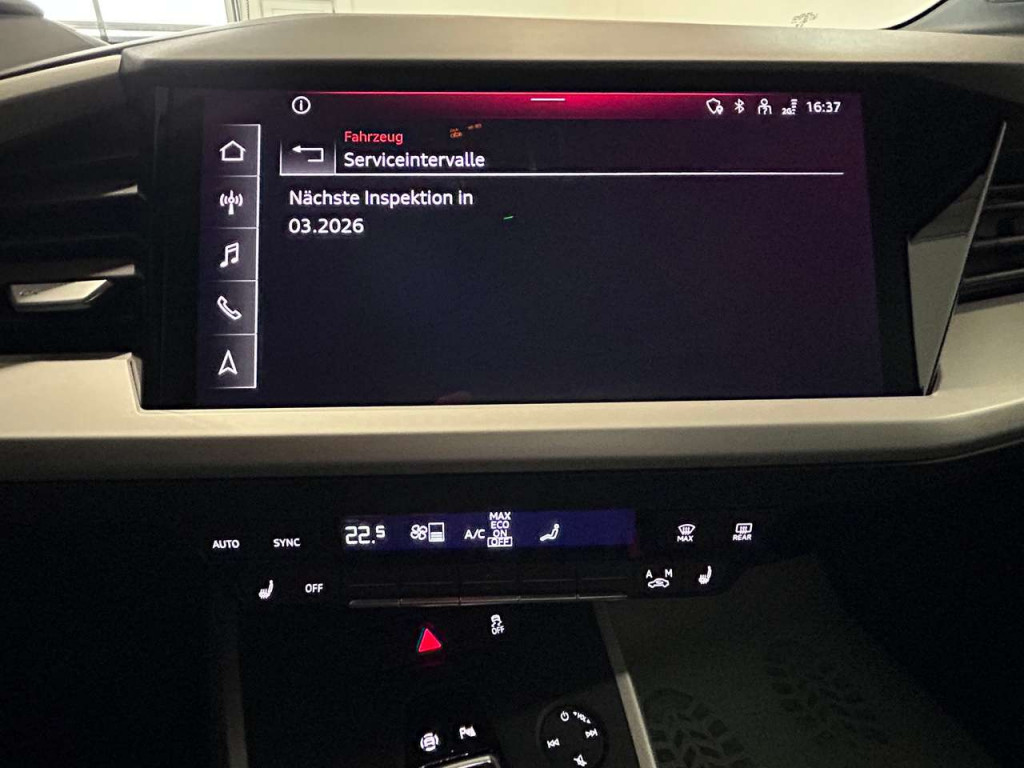 16:37
Fahrzeug
Serviceintervalle
Nächste Inspektion in
03.2026
AUTO
SYNC
22.5
A/C
MAX
ECO
ON
OFF
MAX
REAR
OFF
A M
OFF